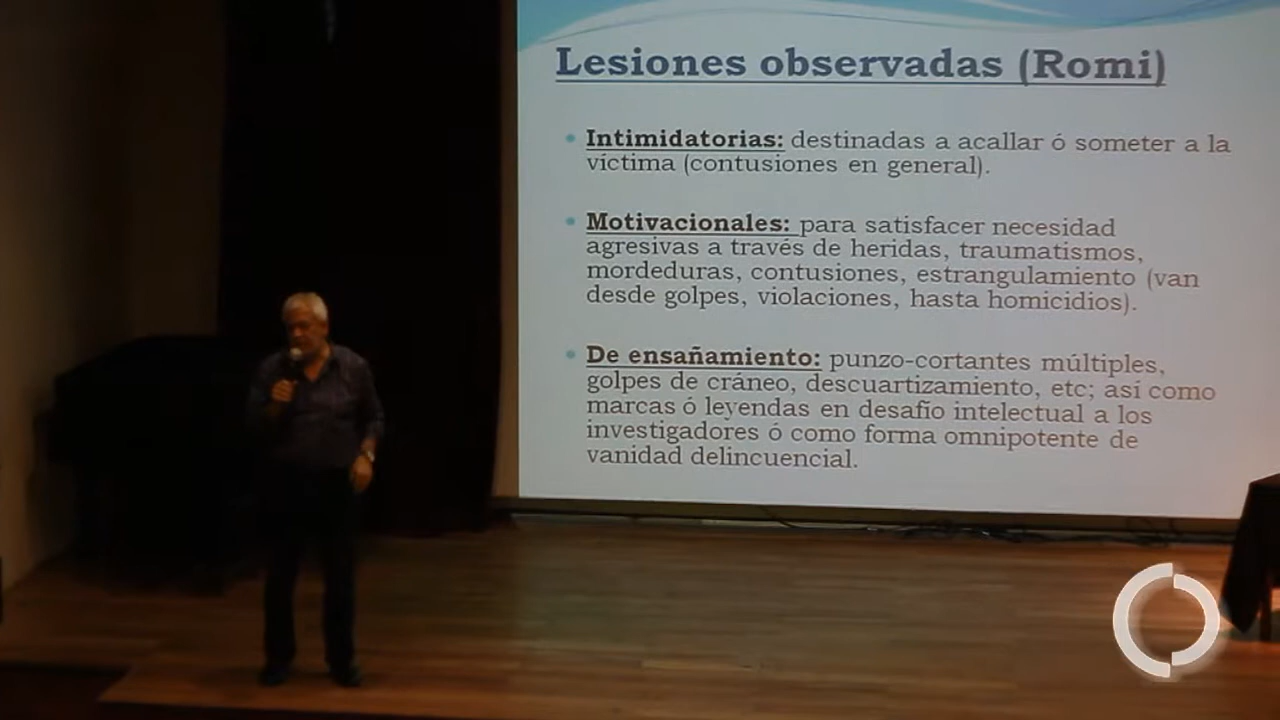 Lesiones observadas (Romi)
Intimidatorias: destinadas a acallar ó someter a la
víctima (contusiones en general).
Motivacionales: para satisfacer necesidad
agresivas a través de heridas, traumatismos,
mordeduras, contusiones, estrangulamiento (van
desde golpes, violaciones, hasta homicidios).
De ensañamiento: punzo-cortantes múltiples,
golpes de cráneo, descuartizamiento, etc; así como
marcas ó leyendas en desafío intelectual a los
investigadores ó como forma omnipotente de
vanidad delincuencial.